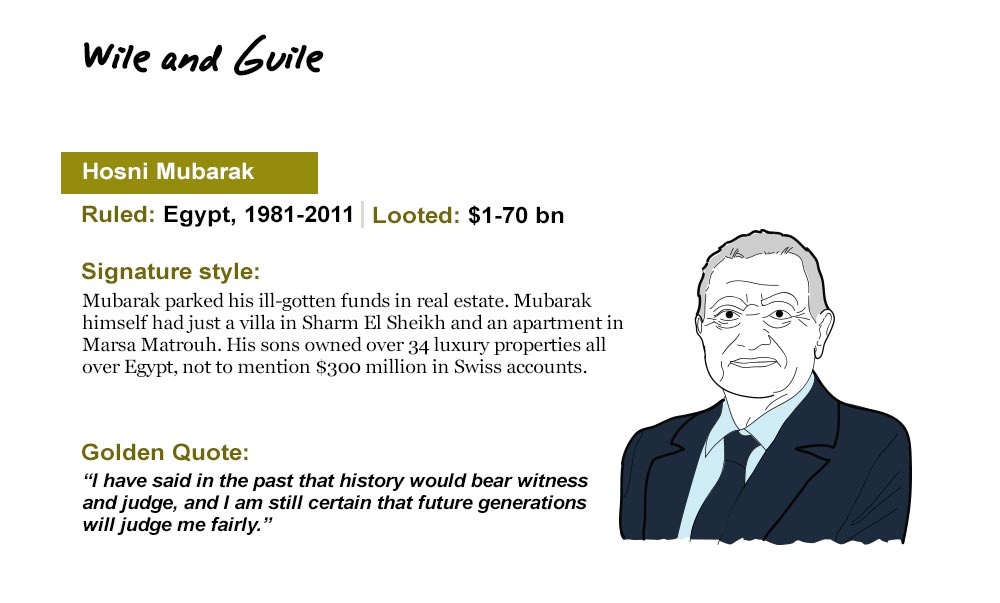 Wile and Guile
Hosni Mubarak
Ruled: Egypt, 1981-2011 Looted: $1-70 bn
Signature style:
Mubarak parked his ill-gotten funds in real estate. Mubarak
himself had just a villa in Sharm El Sheikh and an apartment in
Marsa Matrouh. His sons owned over 34 luxury properties all
over Egypt, not to mention $300 million in Swiss accounts.
Golden Quote:
“I have said in the past that history would bear witness
and judge, and I am still certain that future generations
will judge me fairly.”